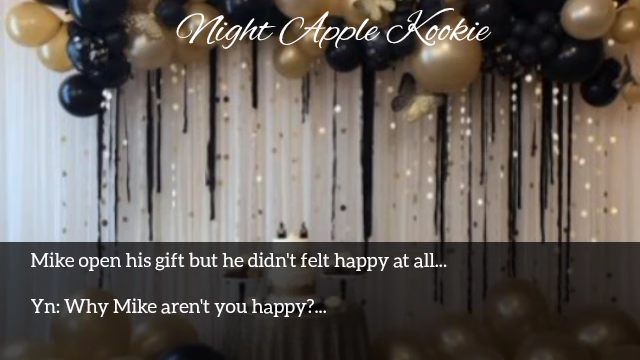 Night Apple Kookie
Mike open his gift but he didn't felt happy at all...
Yn: Why Mike aren't you happy?...